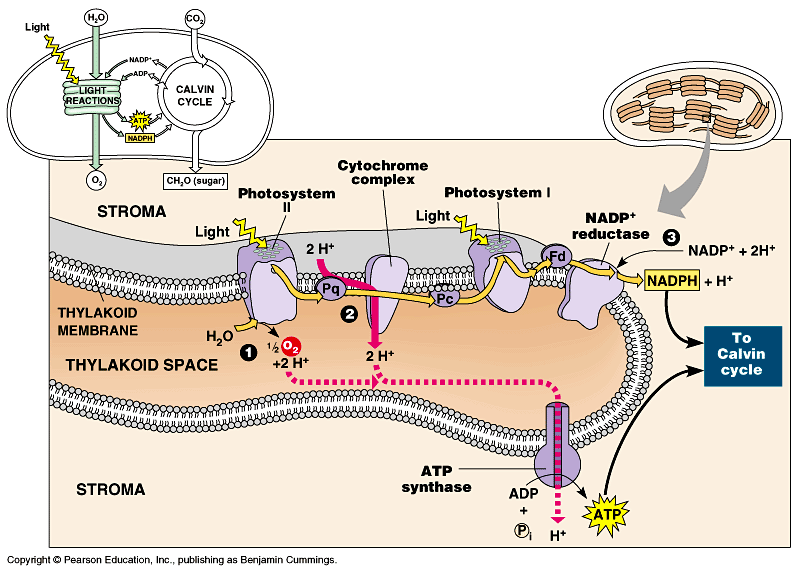 H₂O
CO₂
Light
NADP⁺
ADP
LIGHT
REACTIONS
CALVIN
CYCLE
ATP
NADPH
O₂
CH₂O (sugar)
Cytochrome
complex
Photosystem
II
Photosystem I
NADP⁺
reductase
STROMA
Light
2 H⁺
Light
Fd
3
NADP⁺ + 2H⁺
NADPH + H⁺
Pq
Pc
2
THYLAKOID
MEMBRANE
H₂O
1
½ O₂
+2 H⁺
2 H⁺
THYLAKOID SPACE
To
Calvin
cycle
ATP
synthase
STROMA
ADP
+
Pi
H⁺
ATP
Copyright © Pearson Education, Inc., publishing as Benjamin Cummings.